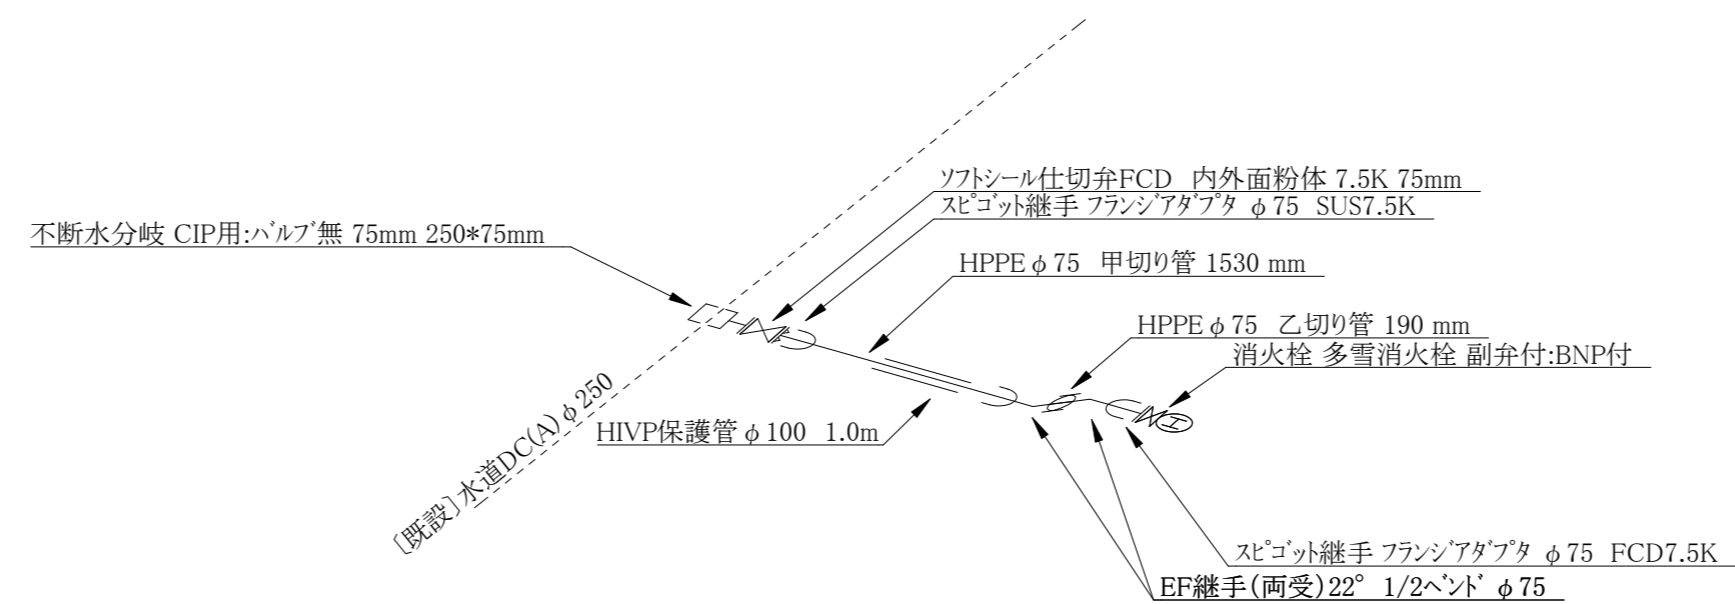 ｿﾌﾄｼｰﾙ仕切弁FCD 内外面粉体 7.5K 75mm
ｽﾋﾟｺﾞｯﾄ継手 ﾌﾗﾝｼﾞｱﾀﾞﾌﾟﾀ φ75 SUS7.5K
不断水分岐 CIP用:ﾊﾞﾙﾌﾞ無 75mm 250*75mm
HPPEφ75 甲切り管 1530 mm
HPPEφ75 乙切り管 190 mm
消火栓 多雪消火栓 副弁付:BNP付
HIVP保護管φ100 1.0m
〔既設〕水道DC(A)φ250
H
ｽﾋﾟｺﾞｯﾄ継手 ﾌﾗﾝｼﾞｱﾀﾞﾌﾟﾀ φ75 FCD7.5K
EF継手(両受)22° 1/2ﾍﾞﾝﾄﾞ φ75